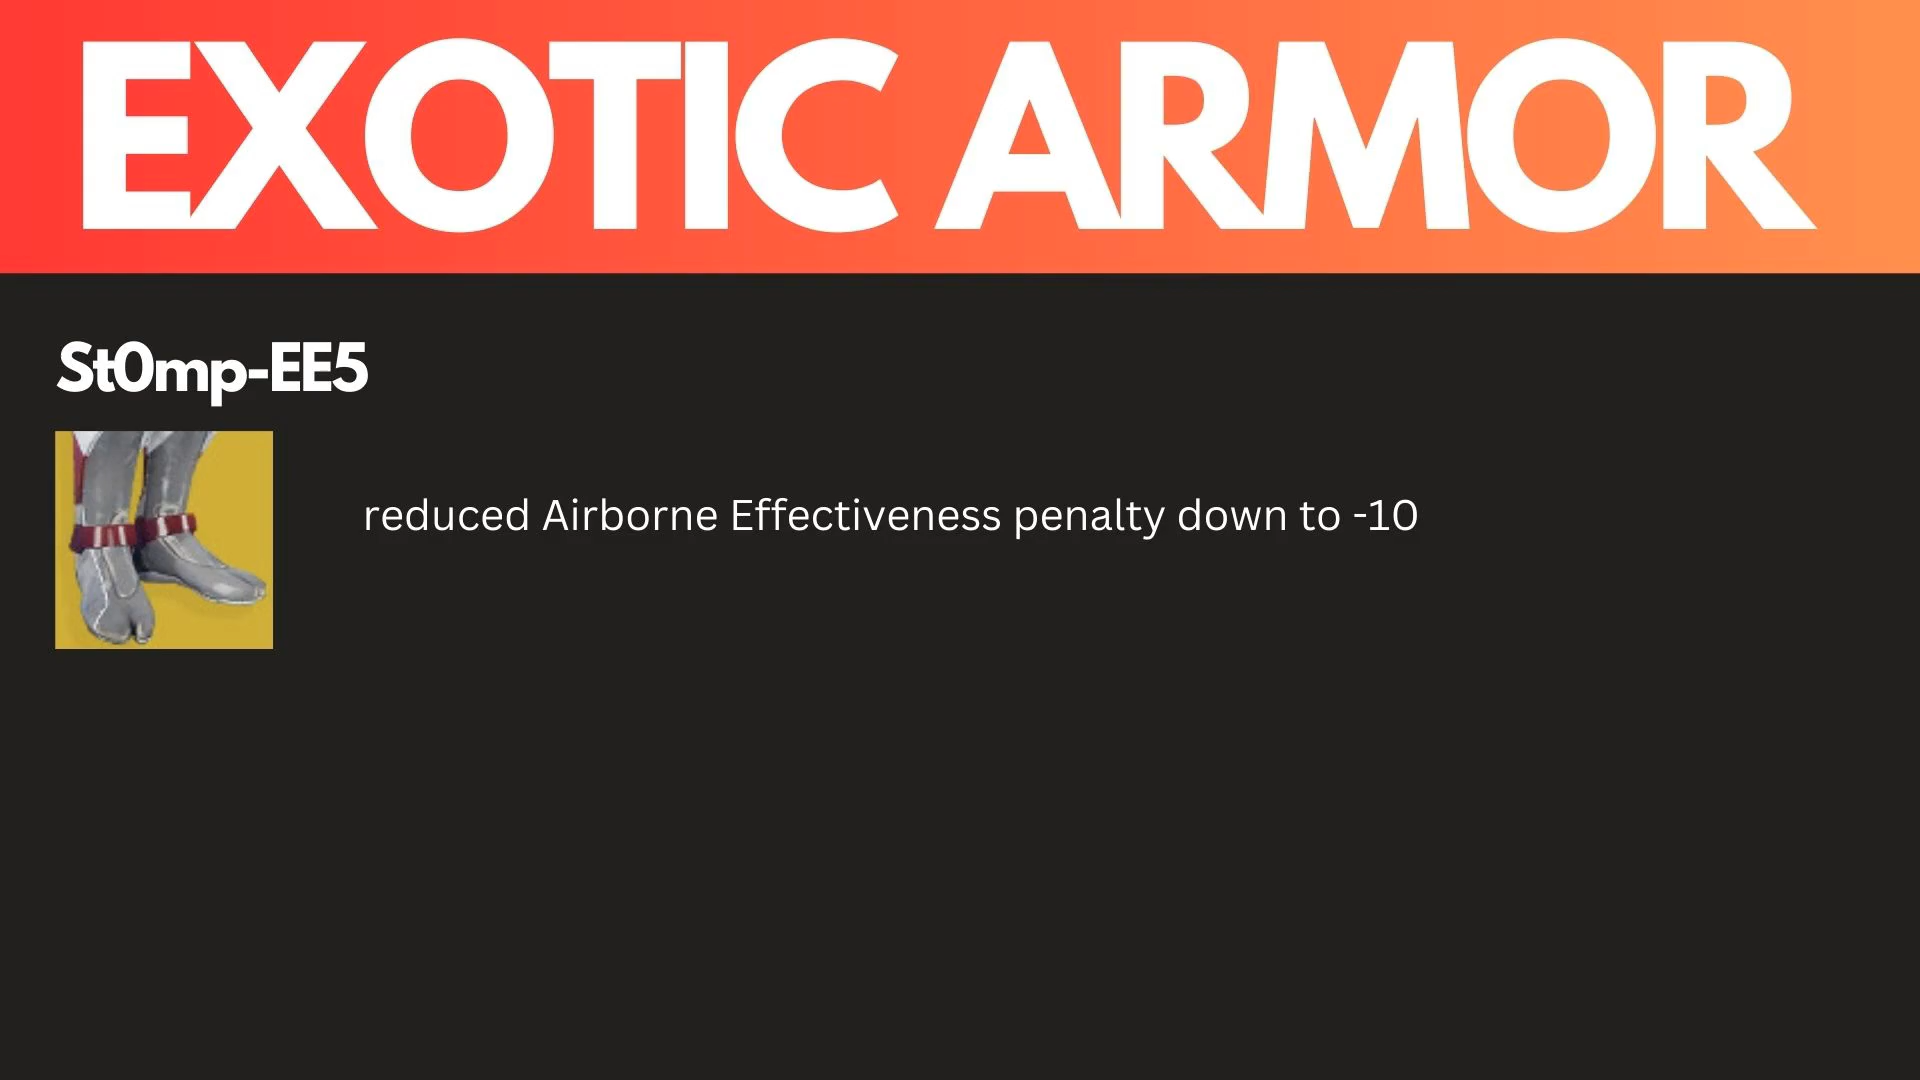 EXOTIC ARMOR
St0mp-EE5
reduced Airborne Effectiveness penalty down to -10